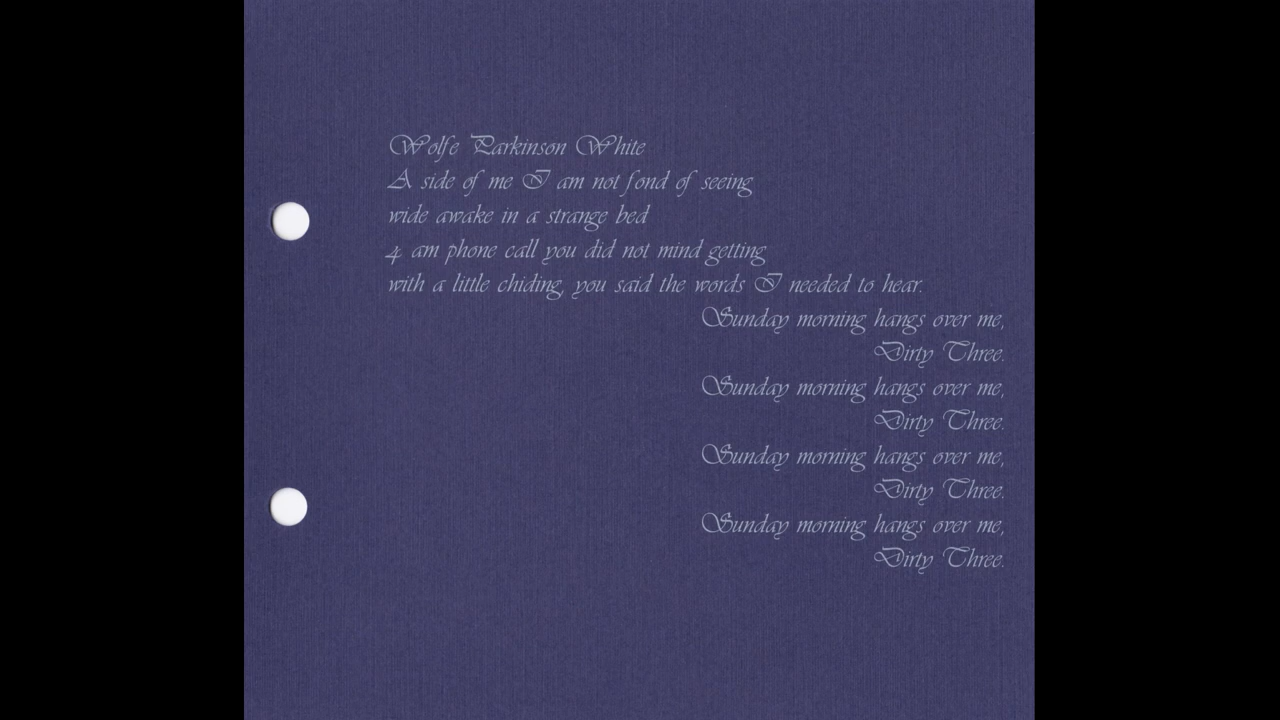 Wolfe Parkinson White
A side of me I am not fond of seeing
wide awake in a strange bed
4 am phone call you did not mind getting
with a little chiding, you said the words I needed to hear.
Sunday morning hangs over me,
Dirty Three.
Sunday morning hangs over me,
Dirty Three.
Sunday morning hangs over me,
Dirty Three.
Sunday morning hangs over me,
Dirty Three.